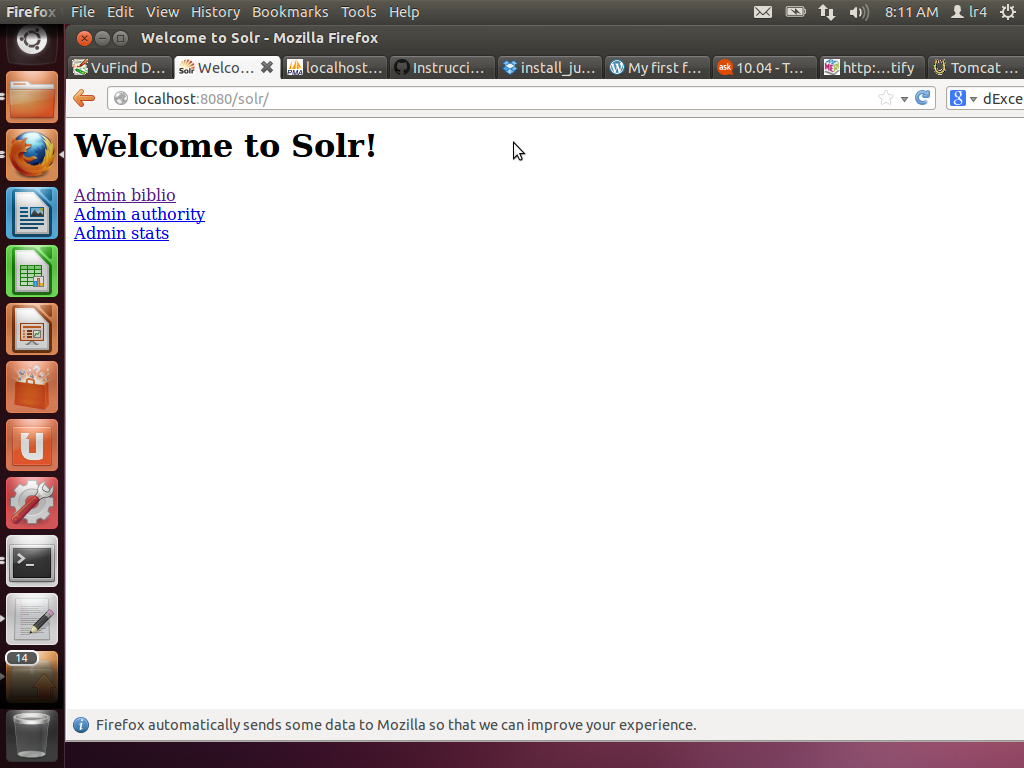 Firefox File Edit View History Bookmarks Tools Help 8:11 AM lr4
Welcome to Solr - Mozilla Firefox
VuFind D... Welco... localhost... Instrucci... install_ju... My first f... 10.04 - T... http:...tify Tomcat ...
localhost:8080/solr/ dExce
Welcome to Solr!
Admin biblio
Admin authority
Admin stats
14
Firefox automatically sends some data to Mozilla so that we can improve your experience.